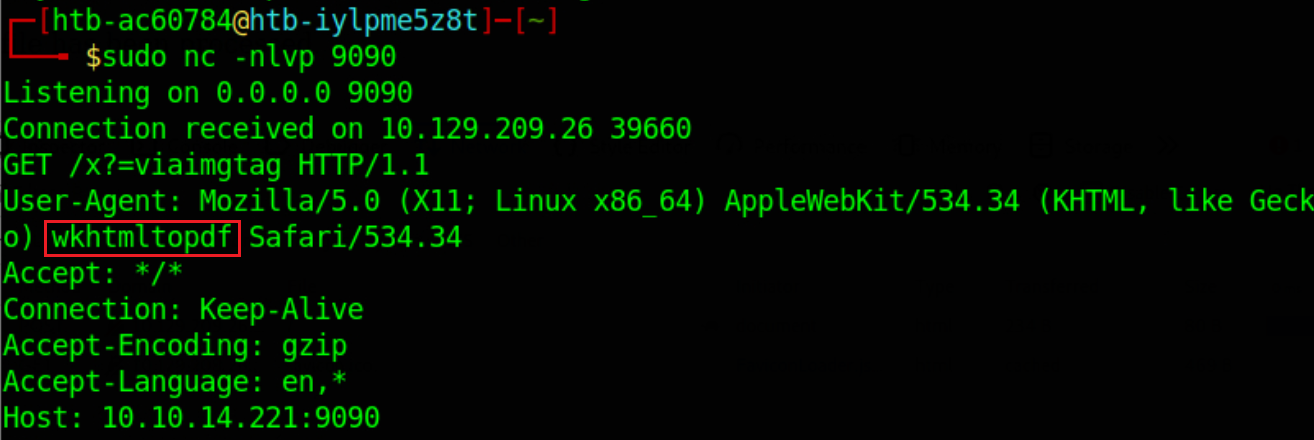 [htb-ac60784@htb-iylpme5z8t]─[~]
$sudo nc -nlvp 9090
Listening on 0.0.0.0 9090
Connection received on 10.129.209.26 39660
GET /x?=viaimgtag HTTP/1.1
User-Agent: Mozilla/5.0 (X11; Linux x86_64) AppleWebKit/534.34 (KHTML, like Geck
o) wkhtmltopdf Safari/534.34
Accept: */*
Connection: Keep-Alive
Accept-Encoding: gzip
Accept-Language: en,*
Host: 10.10.14.221:9090